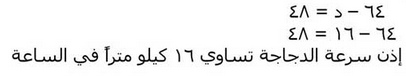 ٦٤ – د = ٤٨
٦٤ – ١٦ = ٤٨
إذن سرعة الدجاجة تساوي ١٦ كيلو متراً في الساعة